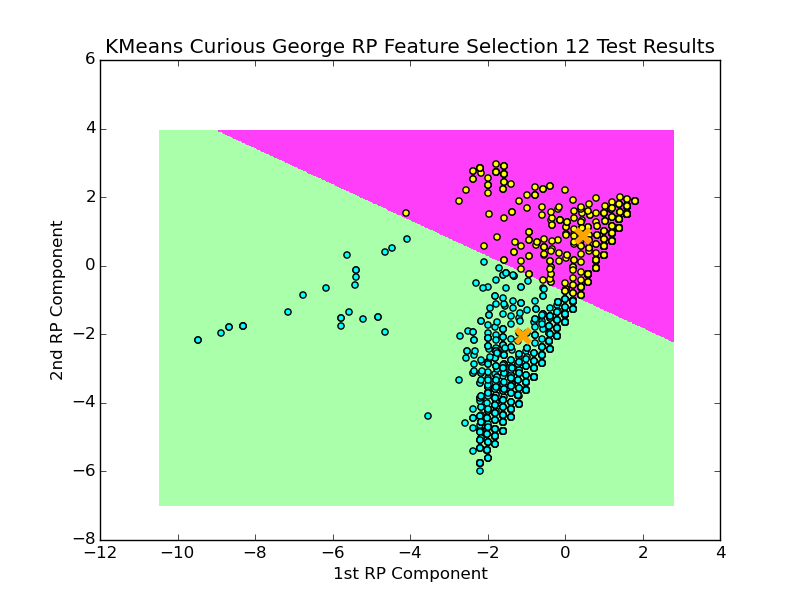 KMeans Curious George RP Feature Selection 12 Test Results
6
4
2
0
−2
−4
−6
−8
2nd RP Component
−12 −10 −8 −6 −4 −2 0 2 4
1st RP Component